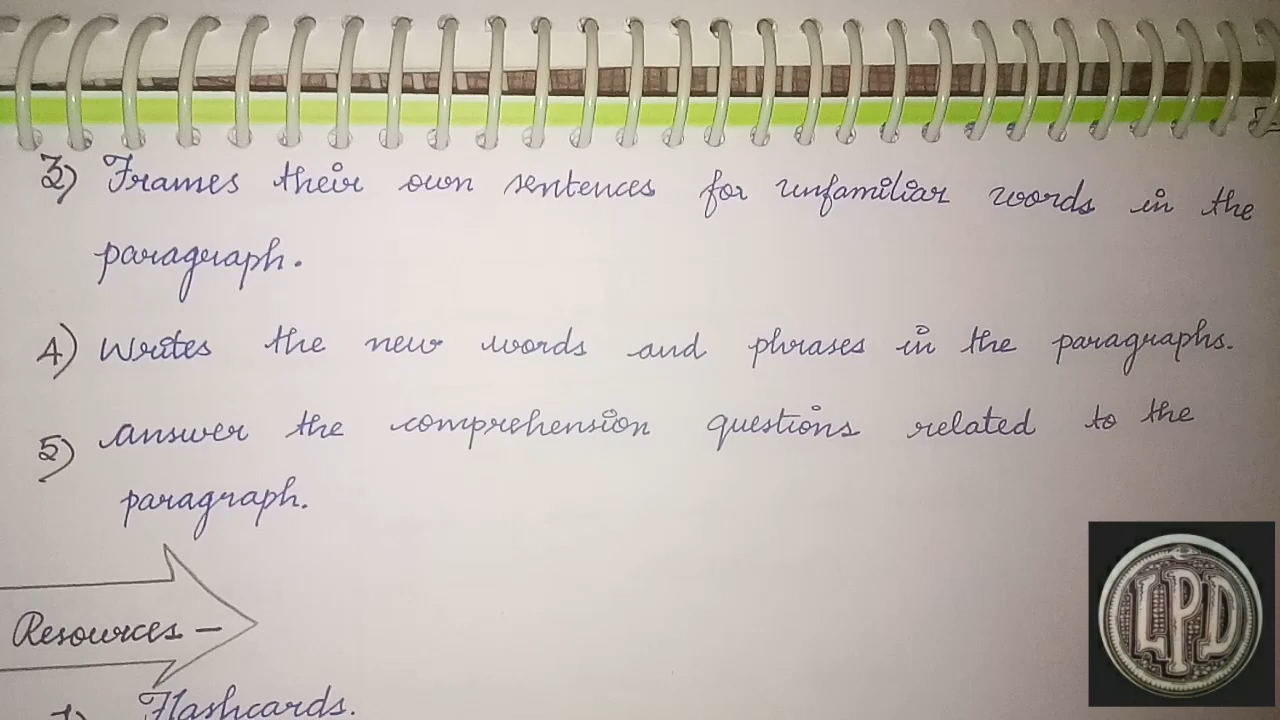 3) Frames their own sentences for unfamiliar words in the
paragraph.
4) Writes the new words and phrases in the paragraphs.
5) Answer the comprehension questions related to the
paragraph.
Resources -
1) Flashcards.
LPD